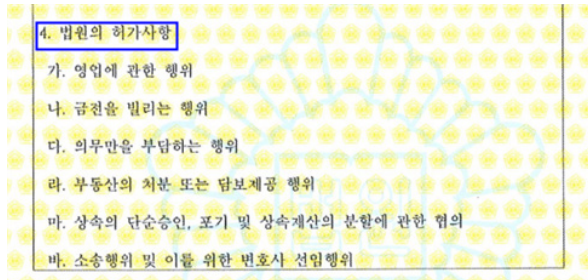 4. 법원의 허가사항
가. 영업에 관한 행위
나. 금전을 빌리는 행위
다. 의무만을 부담하는 행위
라. 부동산의 처분 또는 담보제공 행위
마. 상속의 단순승인, 포기 및 상속재산의 분할에 관한 협의
바. 소송행위 및 이를 위한 변호사 선임행위